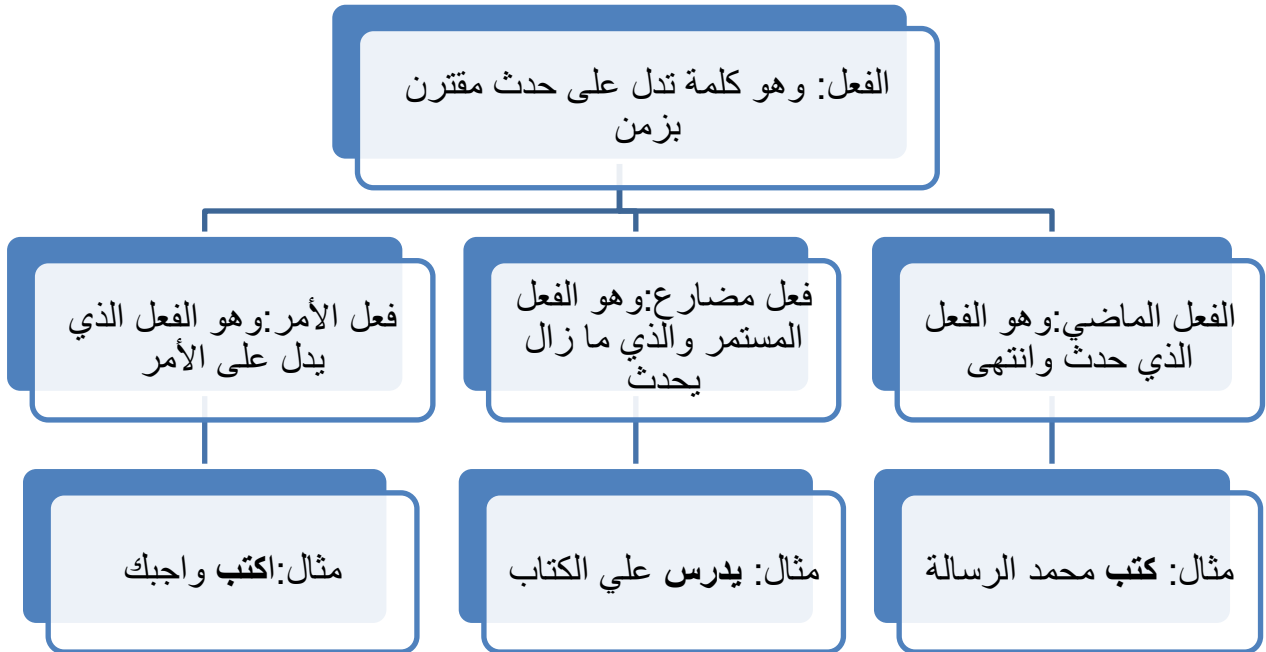 الفعل: وهو كلمة تدل على حدث مقترن
بزمن
الفعل الماضي:وهو الفعل
الذي حدث وانتهى
فعل مضارع:وهو الفعل
المستمر والذي ما زال
يحدث
فعل الأمر:وهو الفعل الذي
يدل على الأمر
مثال: كتب محمد الرسالة
مثال: يدرس علي الكتاب
مثال:اكتب واجبك